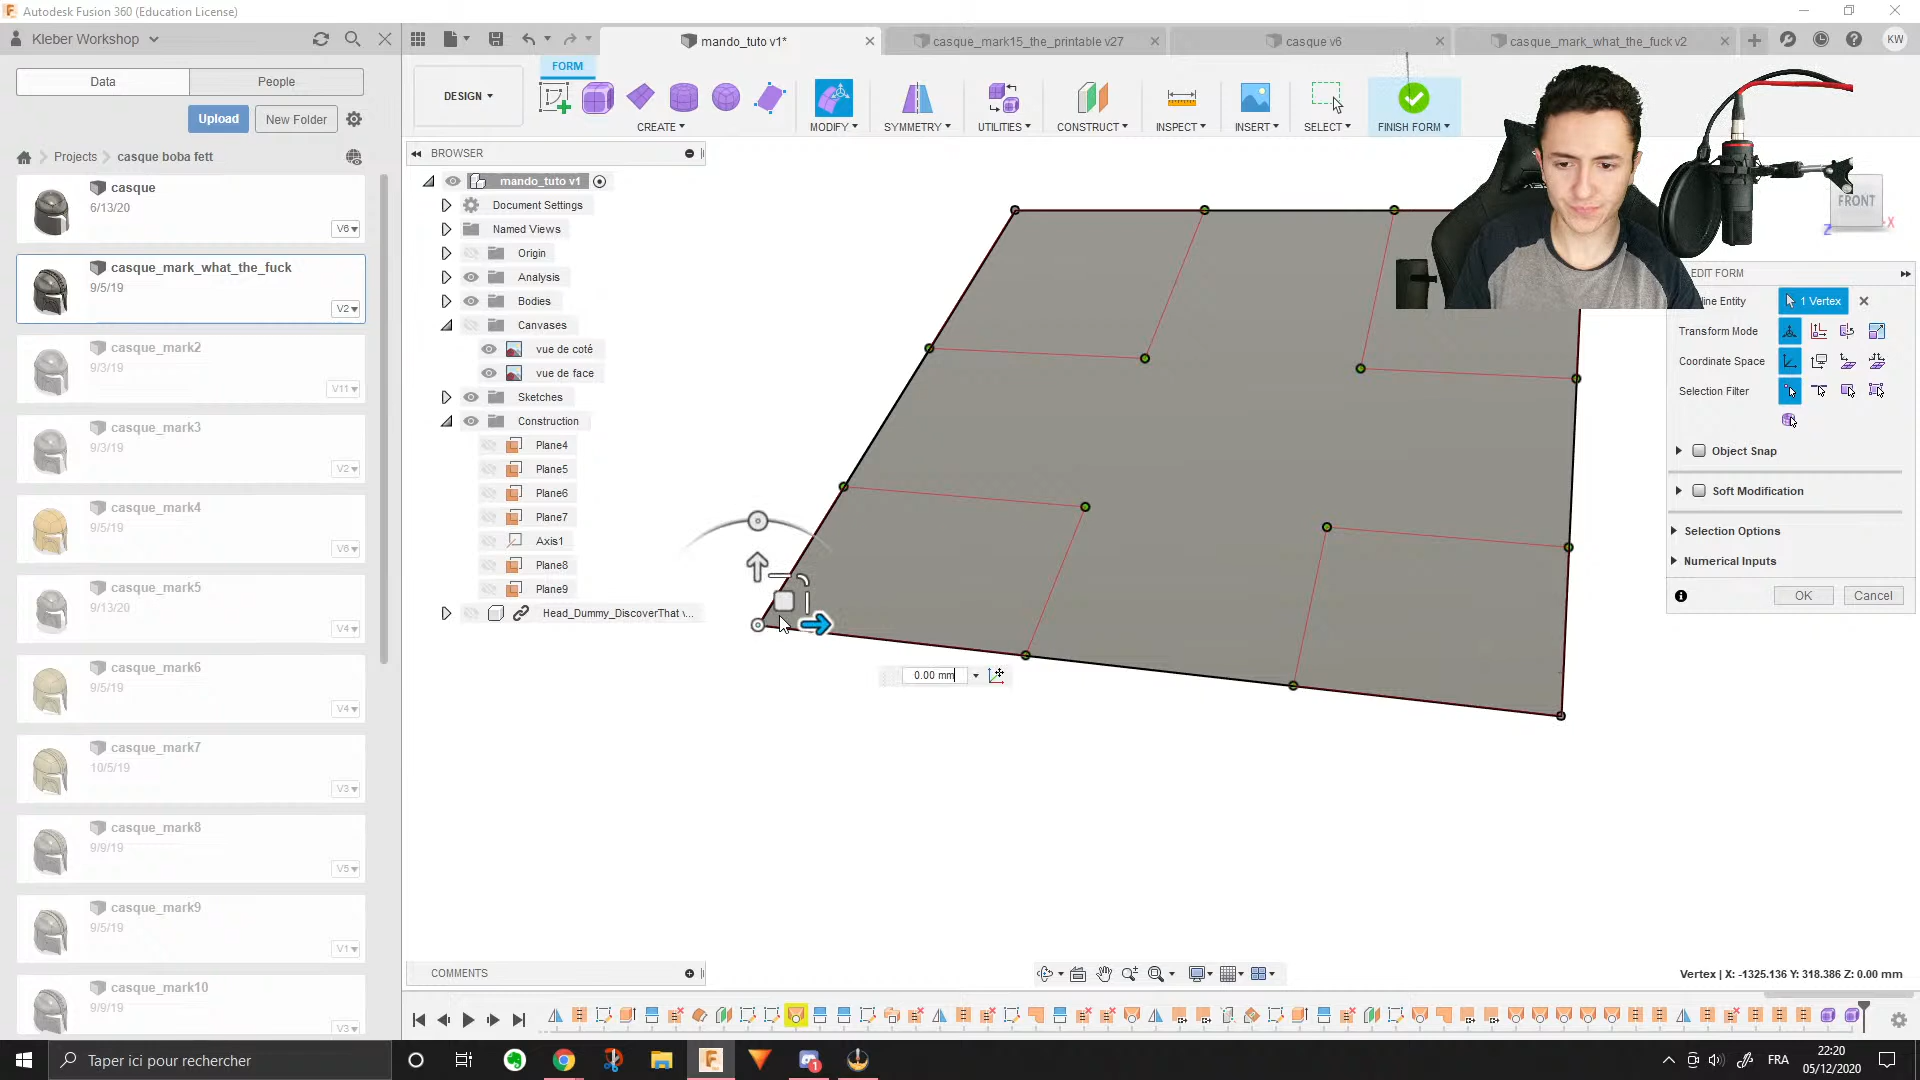 Autodesk Fusion 360 (Education License)
Kleber Workshop
mando_tuto v1*
casque_mark15_the_printable v27
casque v6
casque_mark_what_the_fuck v2
KW
Data
People
Upload
New Folder
Projects
casque boba fett
casque
6/13/20
V6
casque_mark_what_the_fuck
9/5/19
V2
casque_mark2
9/3/19
V11
casque_mark3
9/3/19
V2
casque_mark4
9/5/19
V6
casque_mark5
9/13/20
V4
casque_mark6
9/5/19
V4
casque_mark7
10/5/19
V3
casque_mark8
9/9/19
V5
casque_mark9
9/5/19
V1
casque_mark10
9/9/19
V3
FORM
DESIGN
CREATE
MODIFY
SYMMETRY
UTILITIES
CONSTRUCT
INSPECT
INSERT
SELECT
FINISH FORM
BROWSER
mando_tuto v1
Document Settings
Named Views
Origin
Analysis
Bodies
Canvases
vue de coté
vue de face
Sketches
Construction
Plane4
Plane5
Plane6
Plane7
Axis1
Plane8
Plane9
Head_Dummy_DiscoverThat v...
0.00 mm
FRONT
X
Z
EDIT FORM
1 Vertex
Transform Mode
Coordinate Space
Selection Filter
Object Snap
Soft Modification
Selection Options
Numerical Inputs
OK
Cancel
COMMENTS
Vertex | X: -1325.136 Y: 318.386 Z: 0.00 mm
Taper ici pour rechercher
1
FRA
22:20
05/12/2020